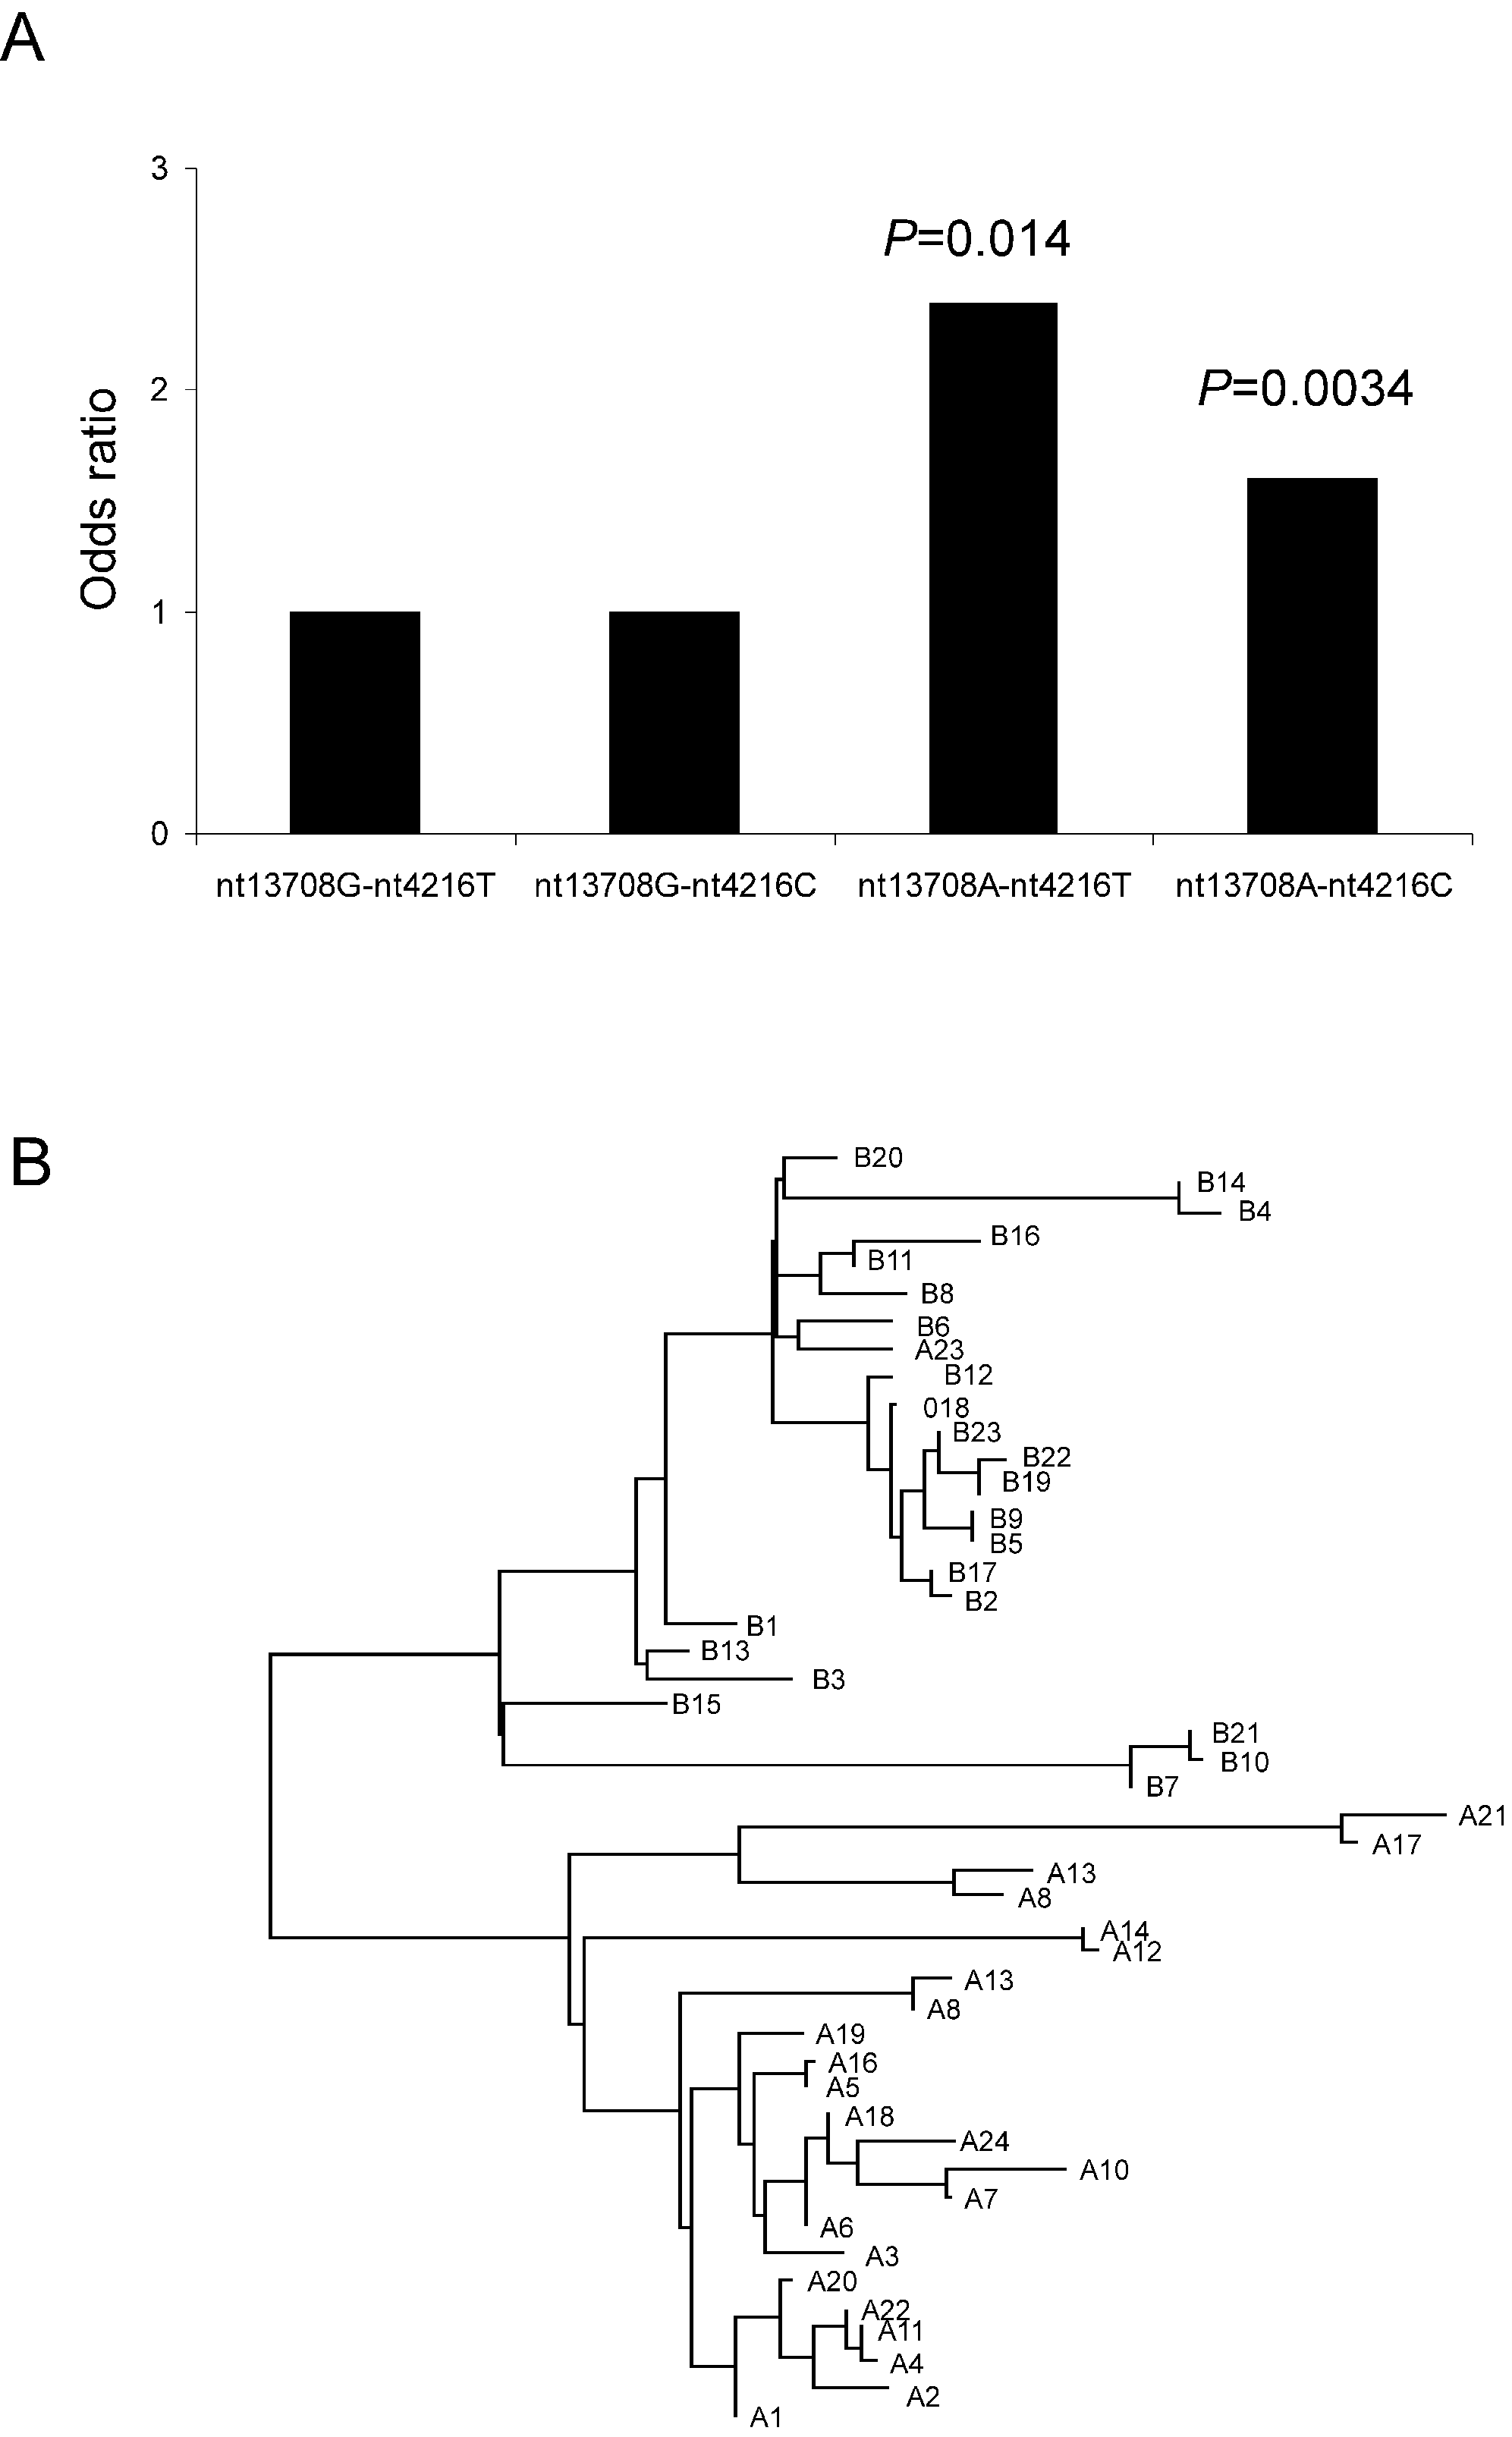 A
3
P=0.014
P=0.0034
2
Odds ratio
1
0
nt13708G-nt4216T
nt13708G-nt4216C
nt13708A-nt4216T
nt13708A-nt4216C
B
B20
B14
B4
B16
B11
B8
B6
A23
B12
018
B23
B22
B19
B9
B5
B17
B2
B1
B13
B3
B15
B21
B10
B7
A21
A17
A13
A8
A14
A12
A13
A8
A19
A16
A5
A18
A24
A10
A7
A6
A3
A20
A22
A11
A4
A2
A1